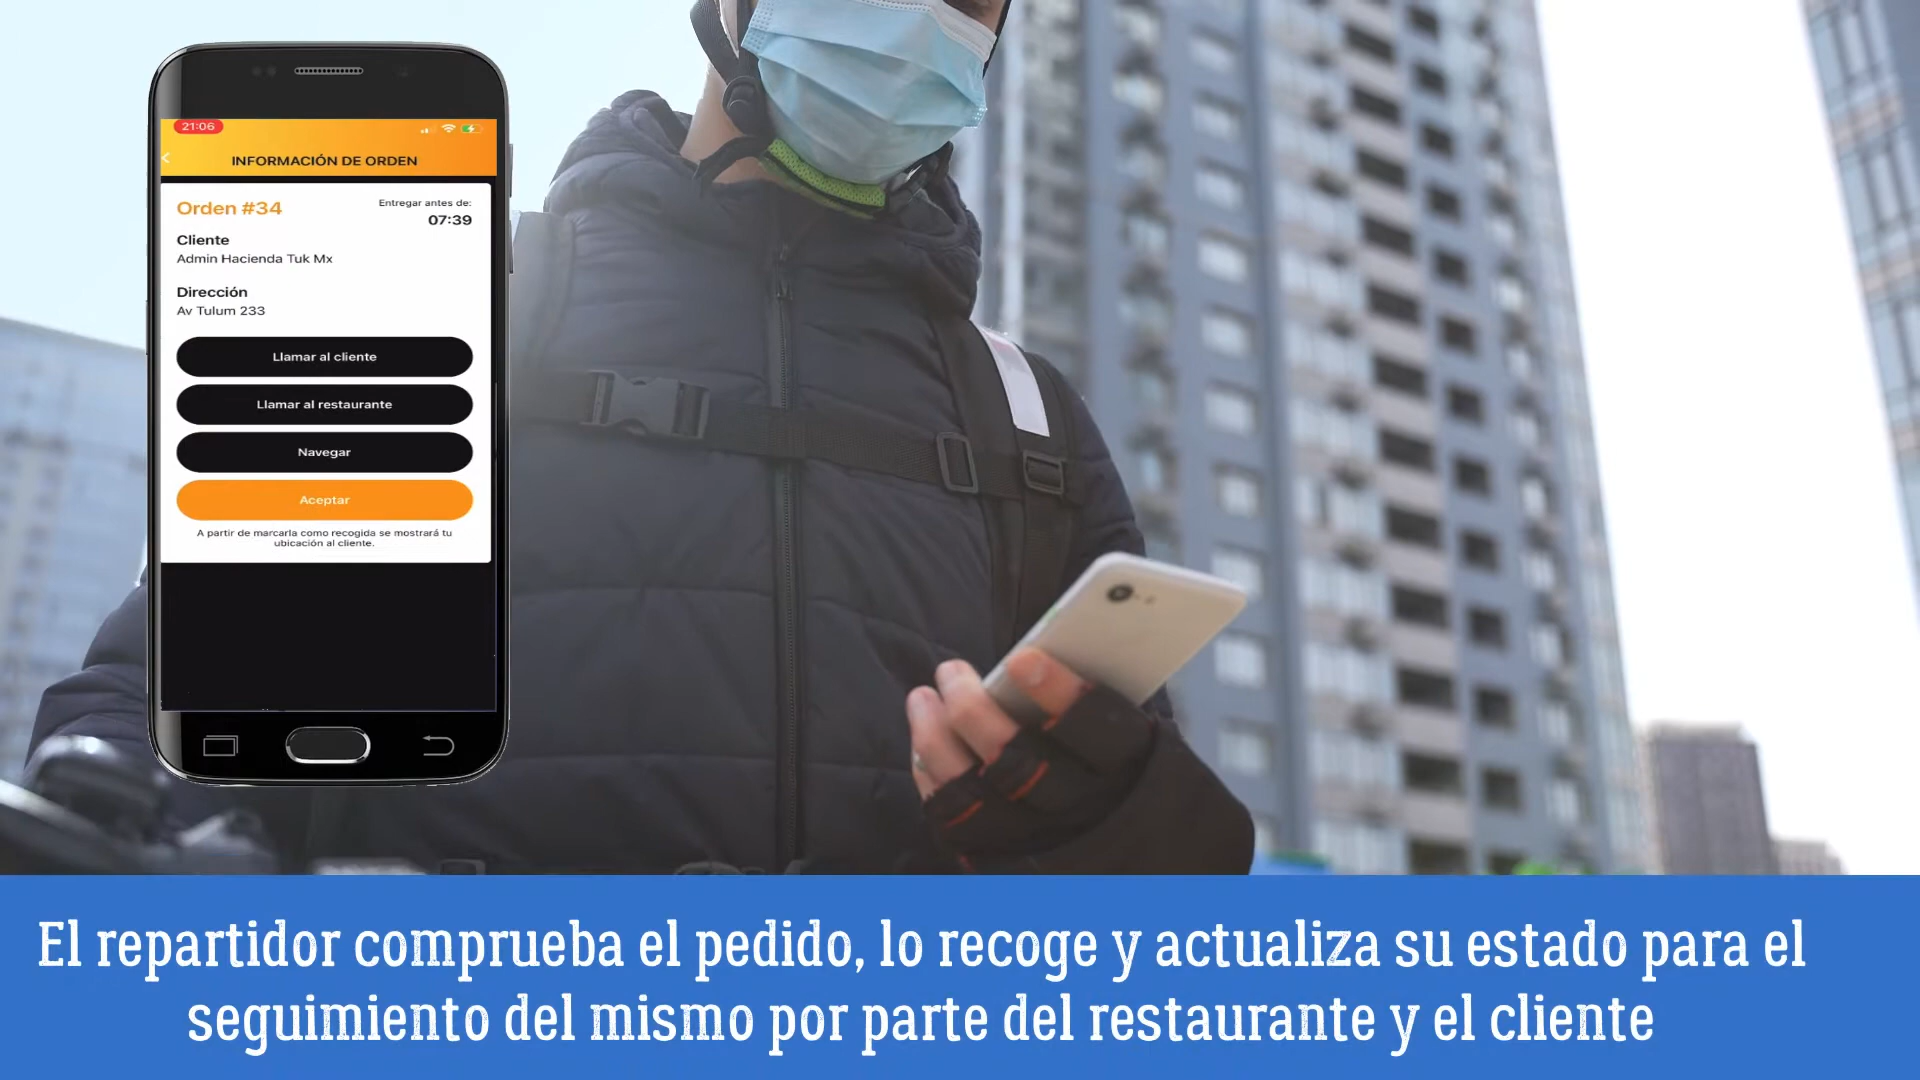 21:06
INFORMACIÓN DE ORDEN
Orden #34
Entregar antes de:
07:39
Cliente
Admin Hacienda Tuk Mx
Dirección
Av Tulum 233
Llamar al cliente
Llamar al restaurante
Navegar
Aceptar
A partir de marcarla como recogida se mostrará tu
ubicación al cliente.
El repartidor comprueba el pedido, lo recoge y actualiza su estado para el
seguimiento del mismo por parte del restaurante y el cliente